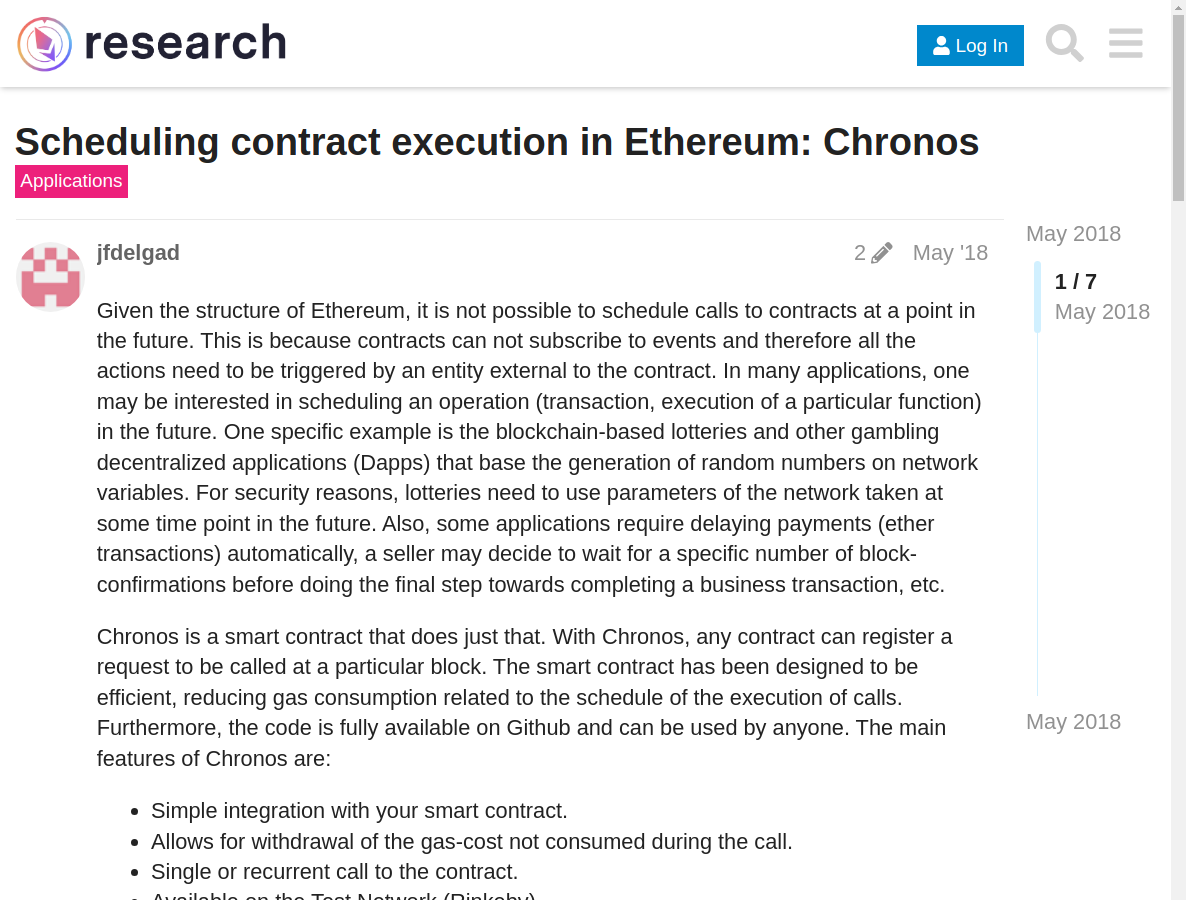 research
Log In
Scheduling contract execution in Ethereum: Chronos
Applications
jfdelgad
2
May '18
Given the structure of Ethereum, it is not possible to schedule calls to contracts at a point in
the future. This is because contracts can not subscribe to events and therefore all the
actions need to be triggered by an entity external to the contract. In many applications, one
may be interested in scheduling an operation (transaction, execution of a particular function)
in the future. One specific example is the blockchain-based lotteries and other gambling
decentralized applications (Dapps) that base the generation of random numbers on network
variables. For security reasons, lotteries need to use parameters of the network taken at
some time point in the future. Also, some applications require delaying payments (ether
transactions) automatically, a seller may decide to wait for a specific number of block-
confirmations before doing the final step towards completing a business transaction, etc.
Chronos is a smart contract that does just that. With Chronos, any contract can register a
request to be called at a particular block. The smart contract has been designed to be
efficient, reducing gas consumption related to the schedule of the execution of calls.
Furthermore, the code is fully available on Github and can be used by anyone. The main
features of Chronos are:
• Simple integration with your smart contract.
• Allows for withdrawal of the gas-cost not consumed during the call.
• Single or recurrent call to the contract.
• Available on the Test Network (Rinkeby)
May 2018
1 / 7
May 2018
May 2018